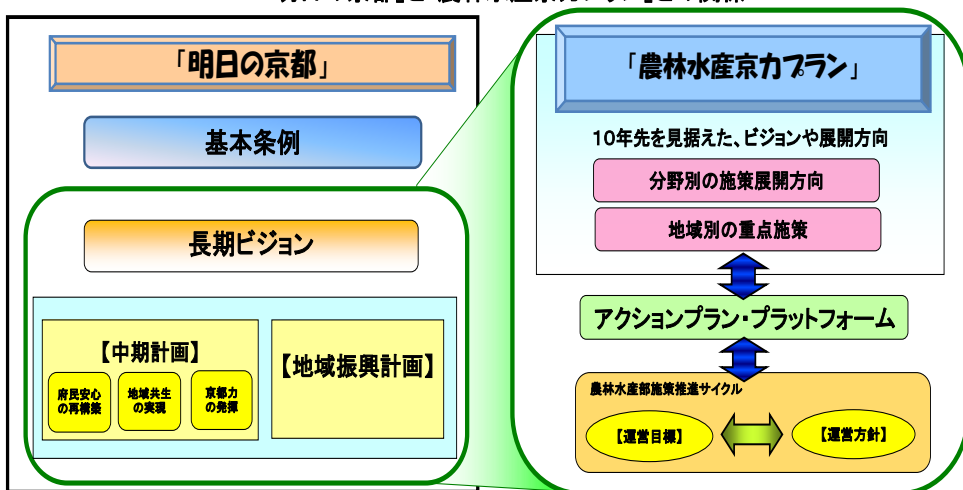 「明日の京都」
基本条例
長期ビジョン
【中期計画】
府民安心
の再構築
地域共生
の実現
京都力
の発揮
【地域振興計画】
「農林水産京力プラン」
10年先を見据えた、ビジョンや展開方向
分野別の施策展開方向
地域別の重点施策
アクションプラン・プラットフォーム
農林水産部施策推進サイクル
【運営目標】
【運営方針】